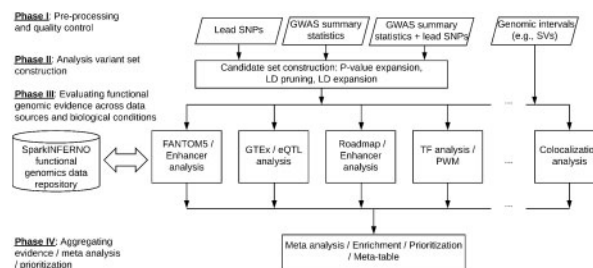 Phase I: Pre-processing
and quality control
Lead SNPs
GWAS summary
statistics
GWAS summary
statistics + lead SNPs
Genomic intervals
(e.g., SVs)
Phase II: Analysis variant set
construction
Candidate set construction: P-value expansion,
LD pruning, LD expansion
Phase III: Evaluating functional
genomic evidence across data
sources and biological conditions
...
SparkINFERNO
functional
genomics data
repository
FANTOM5 /
Enhancer
analysis
GTEx / eQTL
analysis
Roadmap /
Enhancer
analysis
TF analysis /
PWM
...
Colocalization
analysis
...
Phase IV: Aggregating
evidence / meta analysis
/ prioritization
Meta analysis / Enrichment / Prioritization
/ Meta-table